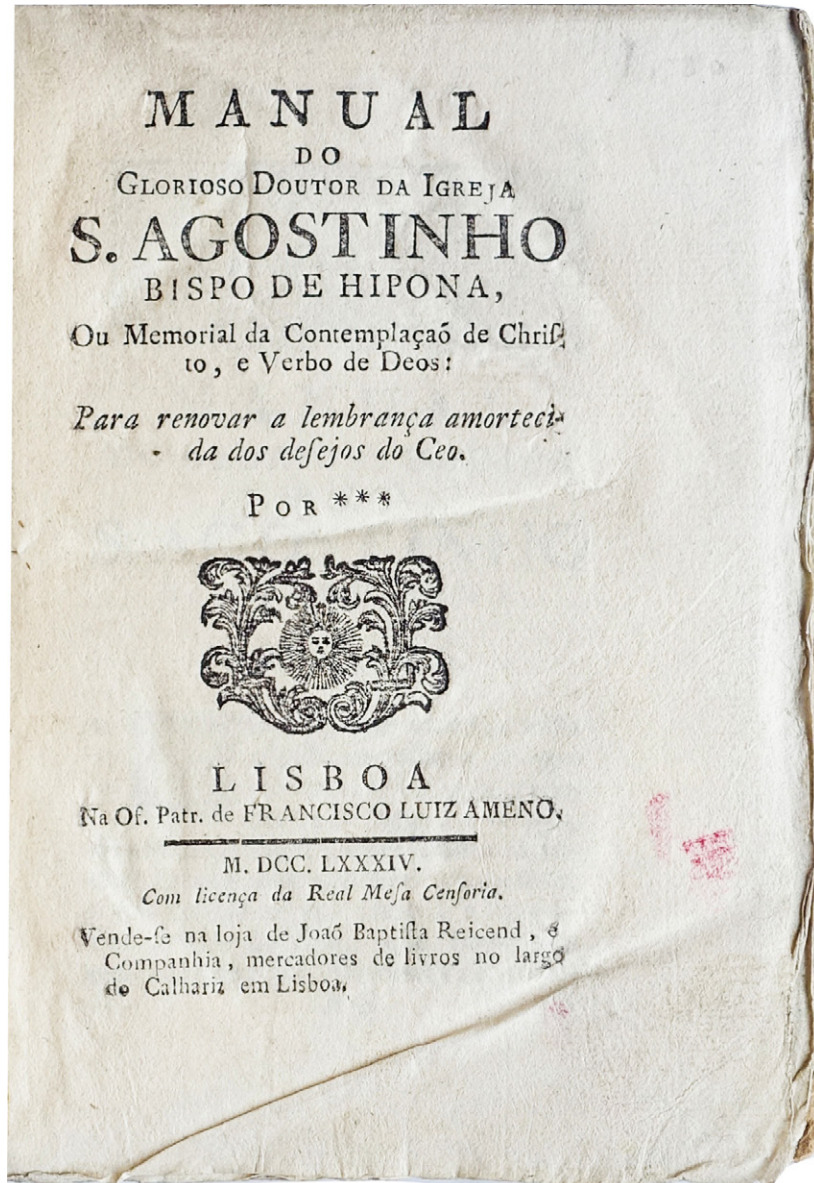 MANUAL
DO
GLORIOSO DOUTOR DA IGREJA
S. AGOSTINHO
BISPO DE HIPONA,
Ou Memorial da Contemplaçaõ de Chriſ-
to, e Verbo de Deos:
Para renovar a lembrança amorteci-
da dos deſejos do Ceo.
POR ***
LISBOA
Na Of. Patr. de FRANCISCO LUIZ AMENO.
M. DCC. LXXXIV.
Com licença da Real Meſa Cenſoria.
Vende-ſe na loja de Joaõ Baptiſta Reicend, e
Companhia, mercadores de livros no largo
do Calhariz em Lisboa.